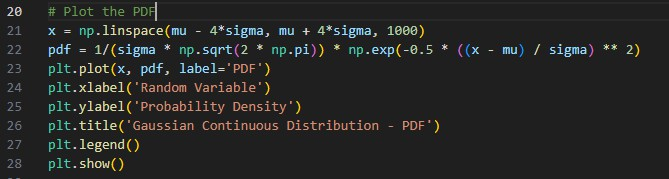 20 # Plot the PDF
21 x = np.linspace(mu - 4*sigma, mu + 4*sigma, 1000)
22 pdf = 1/(sigma * np.sqrt(2 * np.pi)) * np.exp(-0.5 * ((x - mu) / sigma) ** 2)
23 plt.plot(x, pdf, label='PDF')
24 plt.xlabel('Random Variable')
25 plt.ylabel('Probability Density')
26 plt.title('Gaussian Continuous Distribution - PDF')
27 plt.legend()
28 plt.show()